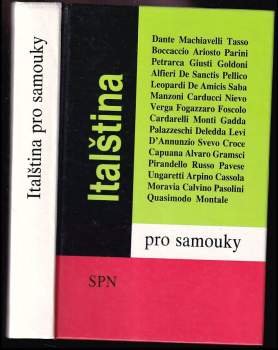 Italština pro samouky
Italština
Dante Machiavelli Tasso
Boccaccio Ariosto Parini
Petrarca Giusti Goldoni
Alfieri De Sanctis Pellico
Leopardi De Amicis Saba
Manzoni Carducci Nievo
Verga Fogazzaro Foscolo
Cardarelli Monti Gadda
Palazzeschi Deledda Levi
D'Annunzio Svevo Croce
Capuana Alvaro Gramsci
Pirandello Russo Pavese
Ungaretti Arpino Cassola
Moravia Calvino Pasolini
Quasimodo Montale
pro samouky
SPN